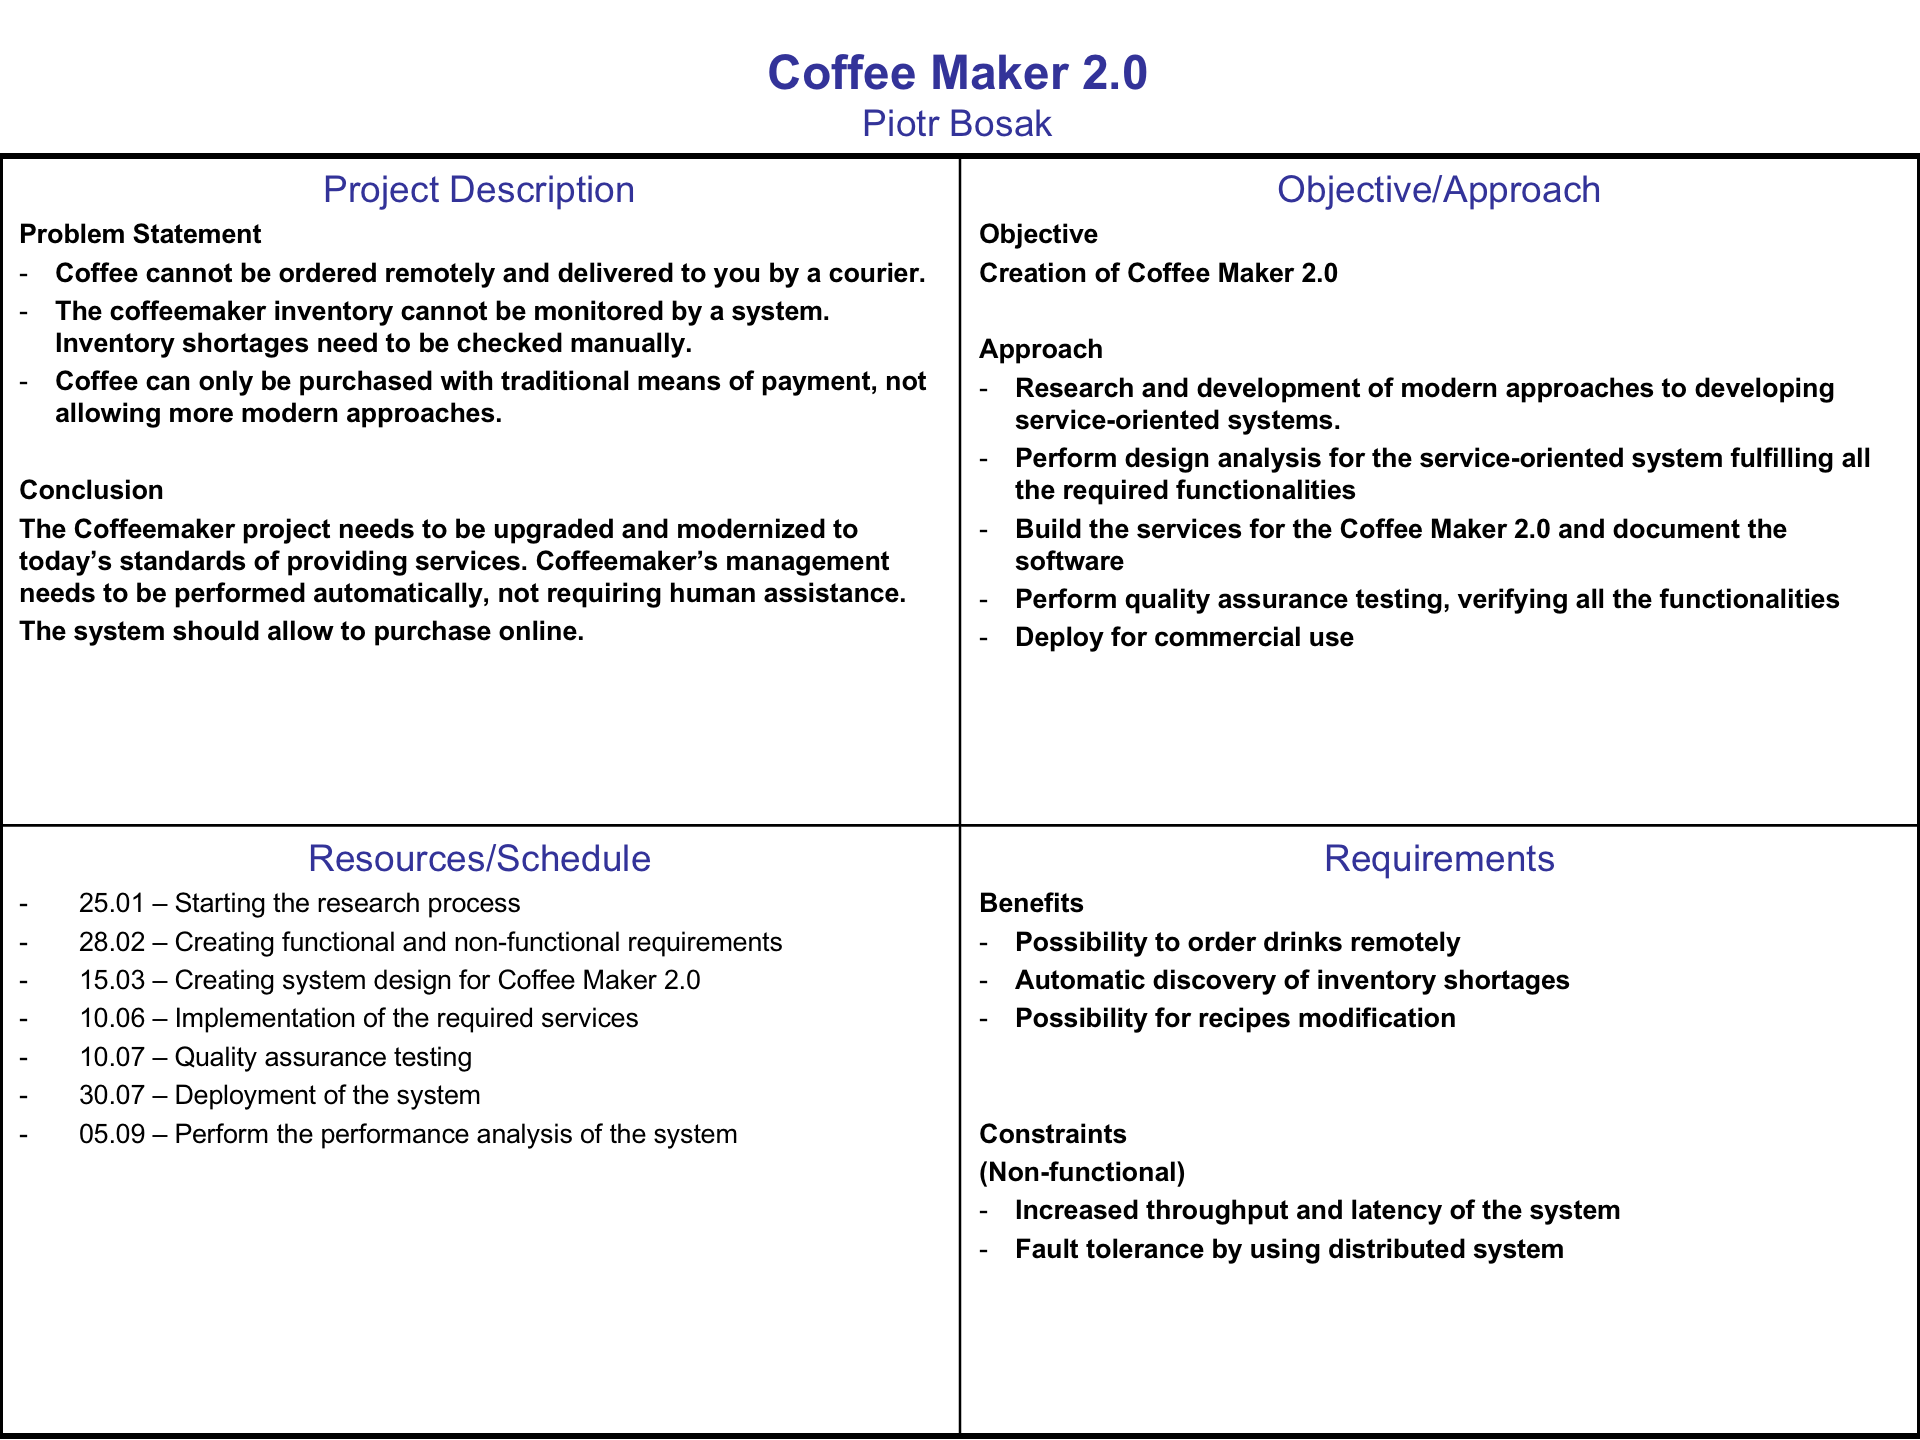 Coffee Maker 2.0
Piotr Bosak
Project Description
Problem Statement
- Coffee cannot be ordered remotely and delivered to you by a courier.
- The coffeemaker inventory cannot be monitored by a system.
Inventory shortages need to be checked manually.
- Coffee can only be purchased with traditional means of payment, not
allowing more modern approaches.
Conclusion
The Coffeemaker project needs to be upgraded and modernized to
today’s standards of providing services. Coffeemaker’s management
needs to be performed automatically, not requiring human assistance.
The system should allow to purchase online.
Objective/Approach
Objective
Creation of Coffee Maker 2.0
Approach
- Research and development of modern approaches to developing
service-oriented systems.
- Perform design analysis for the service-oriented system fulfilling all
the required functionalities
- Build the services for the Coffee Maker 2.0 and document the
software
- Perform quality assurance testing, verifying all the functionalities
- Deploy for commercial use
Resources/Schedule
- 25.01 – Starting the research process
- 28.02 – Creating functional and non-functional requirements
- 15.03 – Creating system design for Coffee Maker 2.0
- 10.06 – Implementation of the required services
- 10.07 – Quality assurance testing
- 30.07 – Deployment of the system
- 05.09 – Perform the performance analysis of the system
Requirements
Benefits
- Possibility to order drinks remotely
- Automatic discovery of inventory shortages
- Possibility for recipes modification
Constraints
(Non-functional)
- Increased throughput and latency of the system
- Fault tolerance by using distributed system